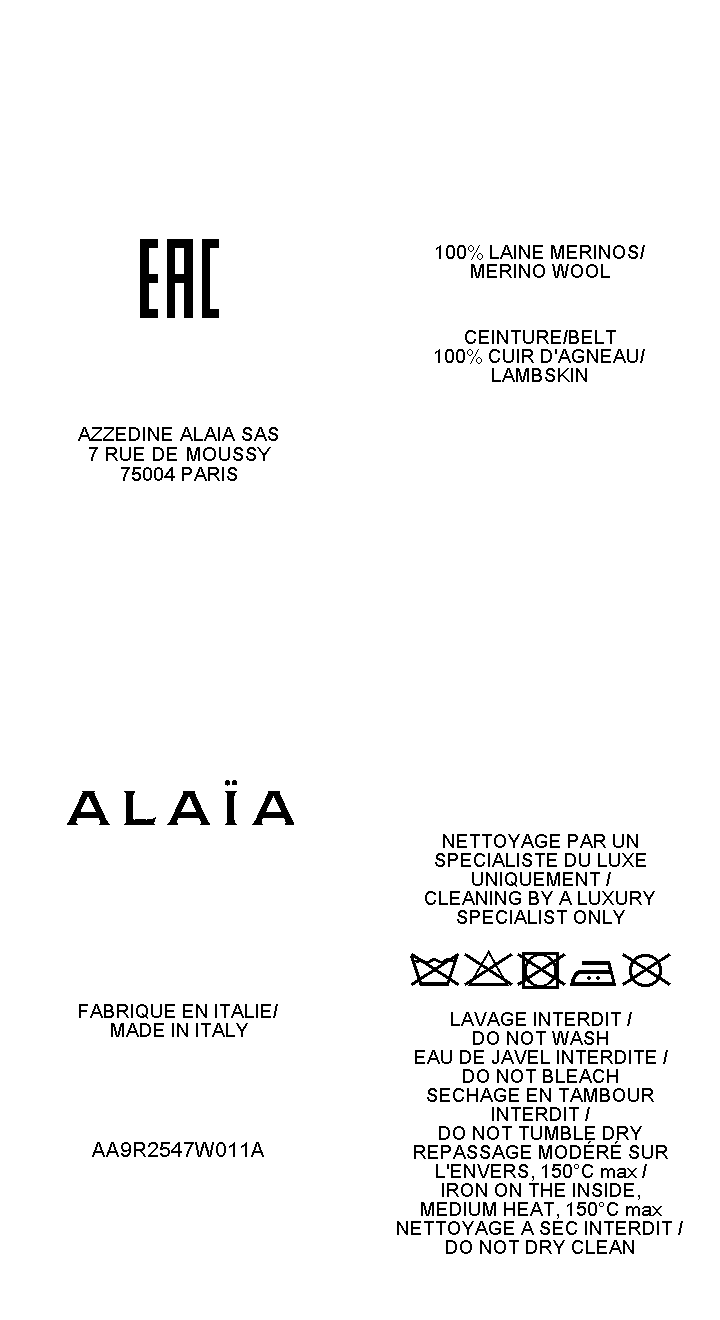 EAC
AZZEDINE ALAIA SAS
7 RUE DE MOUSSY
75004 PARIS
100% LAINE MERINOS/
MERINO WOOL
CEINTURE/BELT
100% CUIR D'AGNEAU/
LAMBSKIN
ALAÏA
FABRIQUE EN ITALIE/
MADE IN ITALY
AA9R2547W011A
NETTOYAGE PAR UN
SPECIALISTE DU LUXE
UNIQUEMENT /
CLEANING BY A LUXURY
SPECIALIST ONLY
LAVAGE INTERDIT /
DO NOT WASH
EAU DE JAVEL INTERDITE /
DO NOT BLEACH
SECHAGE EN TAMBOUR
INTERDIT /
DO NOT TUMBLE DRY
REPASSAGE MODÉRÉ SUR
L'ENVERS, 150°C max /
IRON ON THE INSIDE,
MEDIUM HEAT, 150°C max
NETTOYAGE A SEC INTERDIT /
DO NOT DRY CLEAN